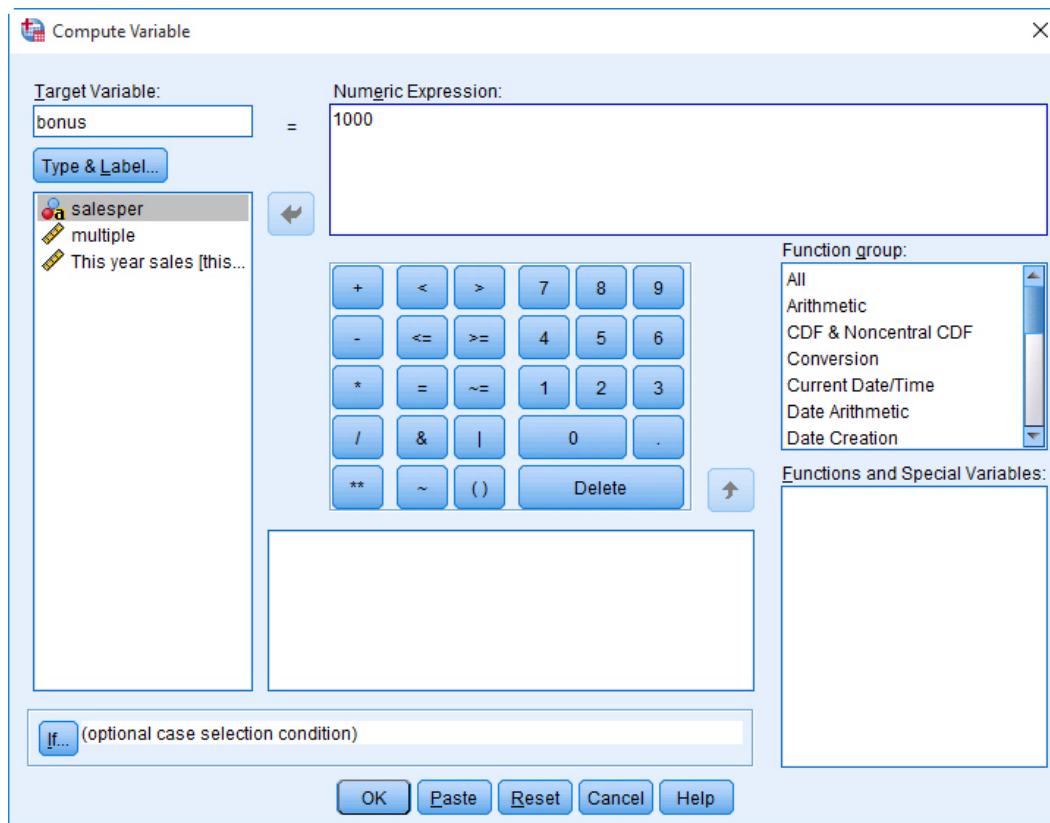 Compute Variable
Target Variable:
bonus
=
Numeric Expression:
1000
Type & Label...
salesper
multiple
This year sales [this...
+ < > 7 8 9
- <= >= 4 5 6
* = ~= 1 2 3
/ & | 0 .
** ~ ( ) Delete
Function group:
All
Arithmetic
CDF & Noncentral CDF
Conversion
Current Date/Time
Date Arithmetic
Date Creation
Functions and Special Variables:
If... (optional case selection condition)
OK Paste Reset Cancel Help